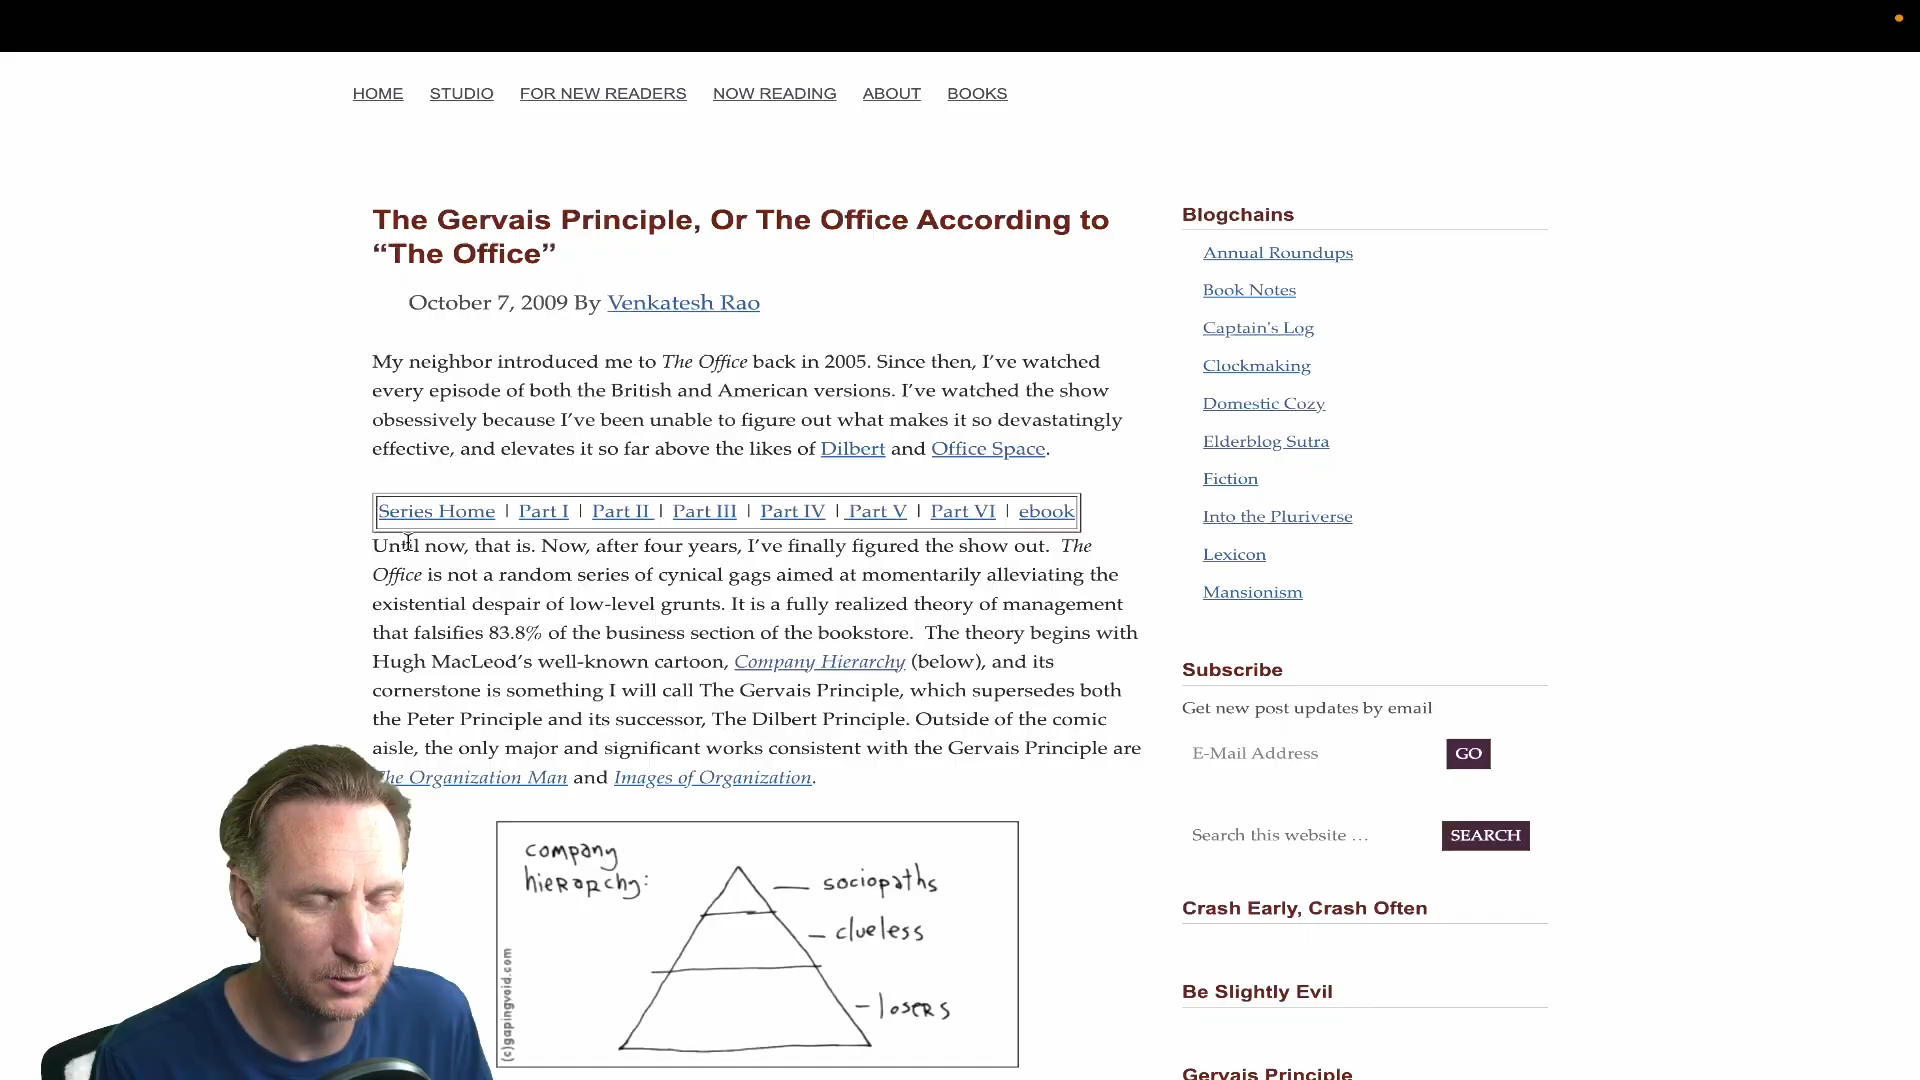 HOME STUDIO FOR NEW READERS NOW READING ABOUT BOOKS
The Gervais Principle, Or The Office According to
“The Office”
October 7, 2009 By Venkatesh Rao
My neighbor introduced me to The Office back in 2005. Since then, I’ve watched
every episode of both the British and American versions. I’ve watched the show
obsessively because I’ve been unable to figure out what makes it so devastatingly
effective, and elevates it so far above the likes of Dilbert and Office Space.
Series Home | Part I | Part II | Part III | Part IV | Part V | Part VI | ebook
Until now, that is. Now, after four years, I’ve finally figured the show out. The
Office is not a random series of cynical gags aimed at momentarily alleviating the
existential despair of low-level grunts. It is a fully realized theory of management
that falsifies 83.8% of the business section of the bookstore. The theory begins with
Hugh MacLeod’s well-known cartoon, Company Hierarchy (below), and its
cornerstone is something I will call The Gervais Principle, which supersedes both
the Peter Principle and its successor, The Dilbert Principle. Outside of the comic
aisle, the only major and significant works consistent with the Gervais Principle are
The Organization Man and Images of Organization.
company
hierarchy:
sociopaths
clueless
losers
(c)gapingvoid.com
Blogchains
Annual Roundups
Book Notes
Captain's Log
Clockmaking
Domestic Cozy
Elderblog Sutra
Fiction
Into the Pluriverse
Lexicon
Mansionism
Subscribe
Get new post updates by email
E-Mail Address GO
Search this website … SEARCH
Crash Early, Crash Often
Be Slightly Evil
Gervais Principle